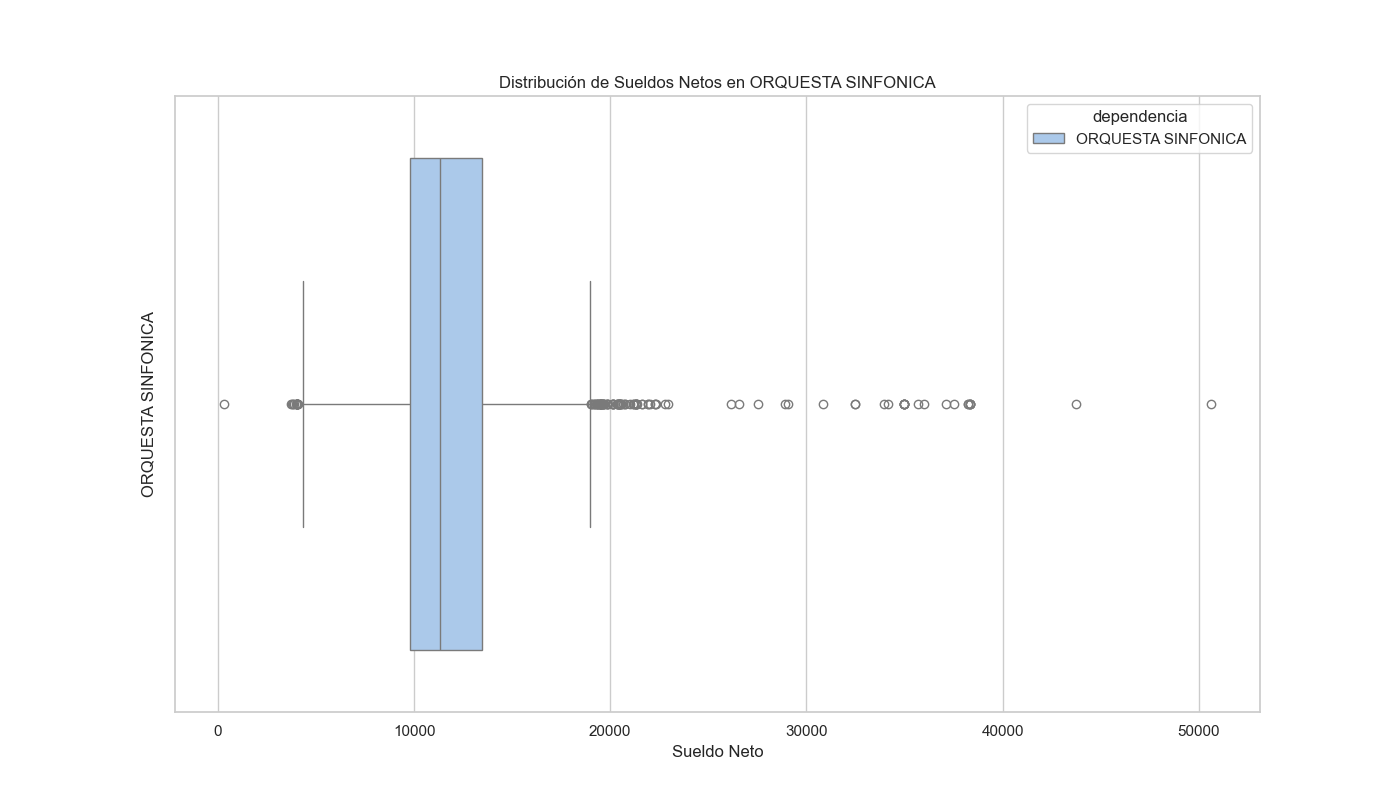 Distribución de Sueldos Netos en ORQUESTA SINFONICA
dependencia
ORQUESTA SINFONICA
ORQUESTA SINFONICA
0
10000
20000
30000
40000
50000
Sueldo Neto